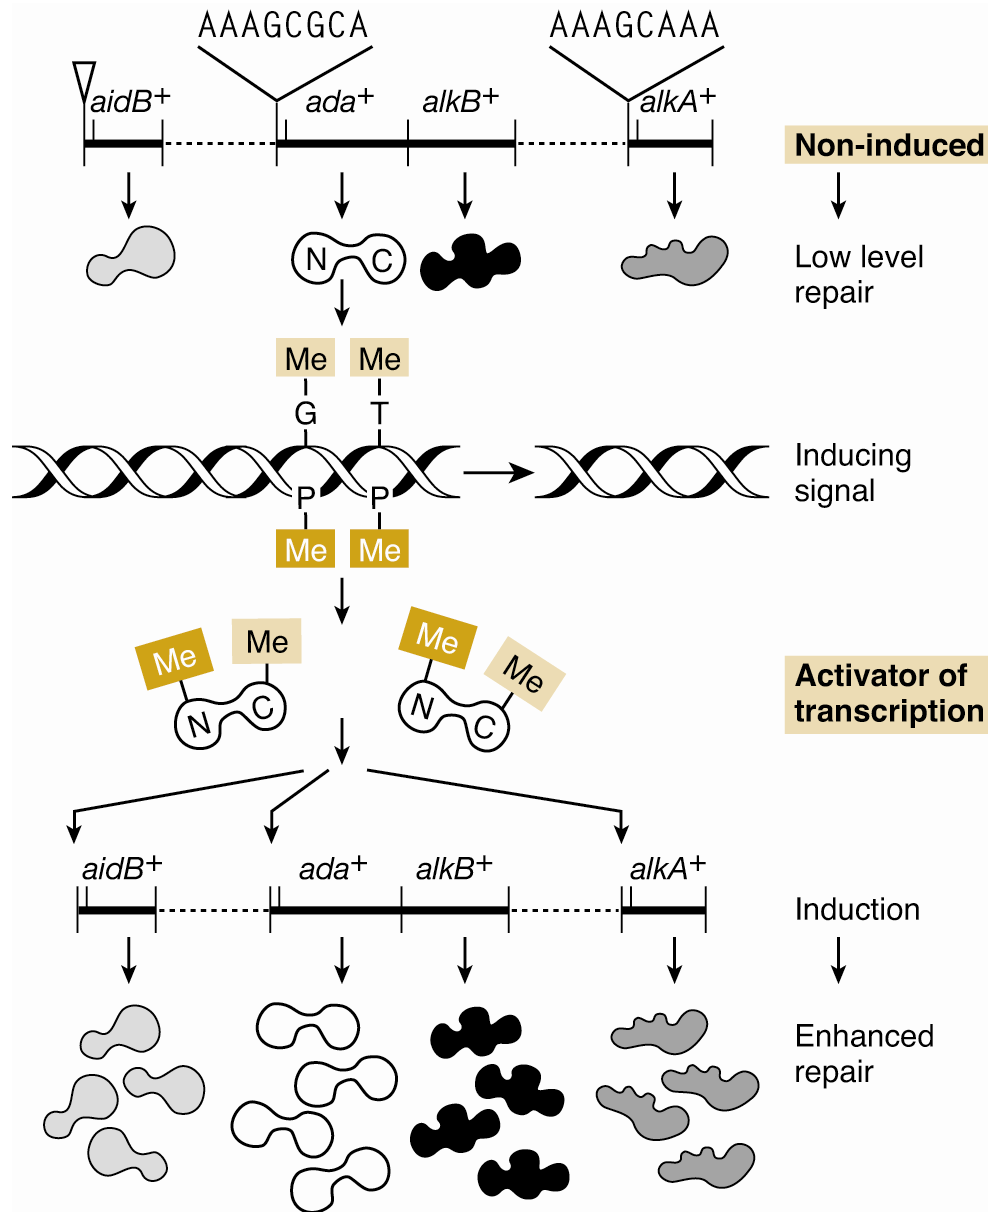 AAAGCGCA
AAAGCAAA
aidB+
ada+
alkB+
alkA+
Non-induced
N C
Low level
repair
Me Me
G T
Inducing
signal
P P
Me Me
Me Me
N C
Me Me
N C
Activator of
transcription
aidB+
ada+
alkB+
alkA+
Induction
Enhanced
repair